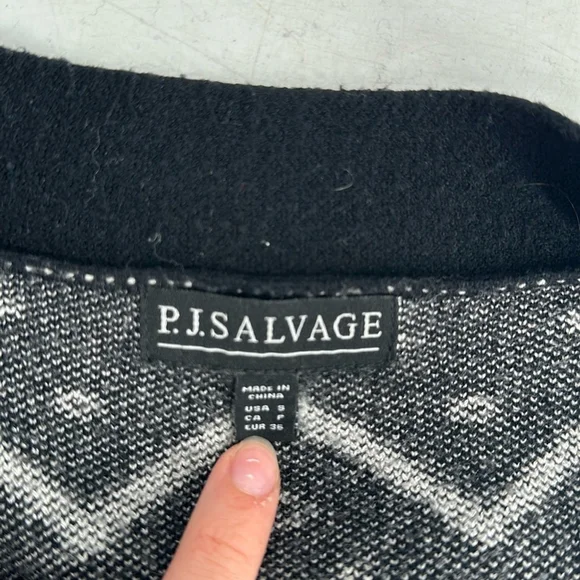 P.J.SALVAGE
MADE IN
CHINA
USA S
CA P
EUR 36